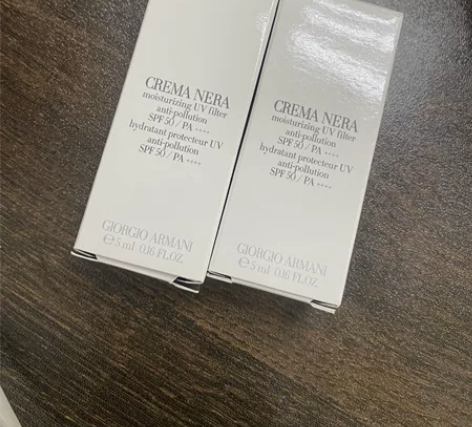 CREMA NERA
moisturizing UV filter
anti-pollution
SPF 50 / PA ++++
hydratant protecteur UV
anti-pollution
SPF 50 / PA ++++
GIORGIO ARMANI
℮ 5 ml 0.16 FL.OZ.
CREMA NERA
moisturizing UV filter
anti-pollution
SPF 50 / PA ++++
hydratant protecteur UV
anti-pollution
SPF 50 / PA ++++
GIORGIO ARMANI
℮ 5 ml 0.16 FL.OZ.